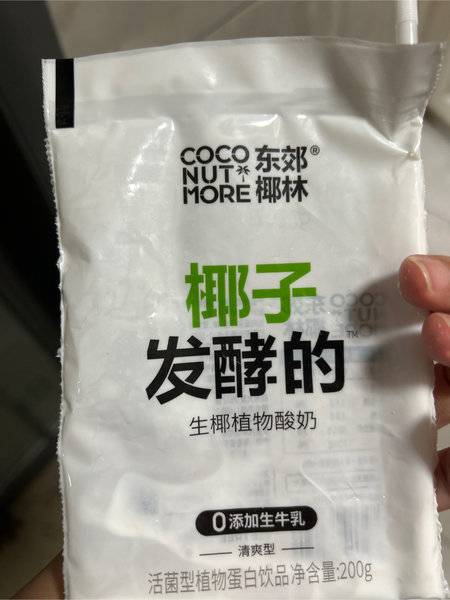 COCO 东郊®
NUT 椰林
MORE
椰子
发酵的™
生椰植物酸奶
0添加生牛乳
清爽型
活菌型植物蛋白饮品净含量:200g